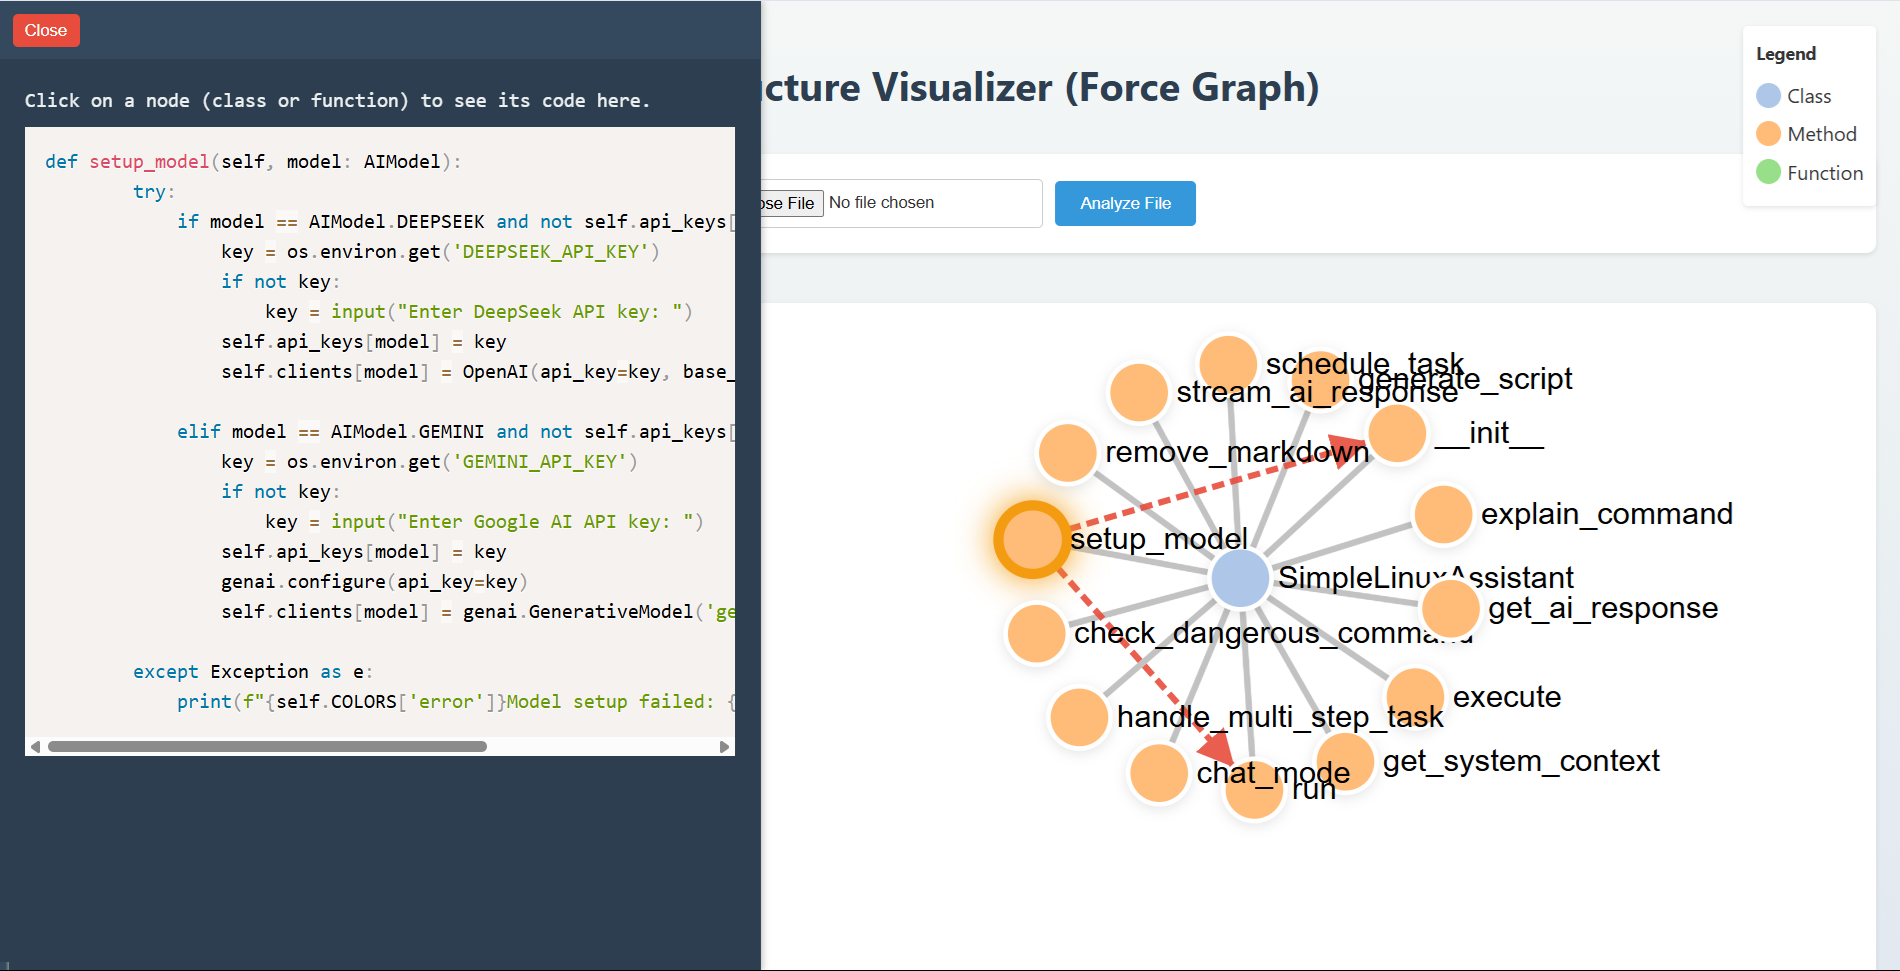 Close
Click on a node (class or function) to see its code here.
def setup_model(self, model: AIModel):
try:
if model == AIModel.DEEPSEEK and not self.api_keys[
key = os.environ.get('DEEPSEEK_API_KEY')
if not key:
key = input("Enter DeepSeek API key: ")
self.api_keys[model] = key
self.clients[model] = OpenAI(api_key=key, base_
elif model == AIModel.GEMINI and not self.api_keys[
key = os.environ.get('GEMINI_API_KEY')
if not key:
key = input("Enter Google AI API key: ")
self.api_keys[model] = key
genai.configure(api_key=key)
self.clients[model] = genai.GenerativeModel('ge
except Exception as e:
print(f"{self.COLORS['error']}Model setup failed: {
cture Visualizer (Force Graph)
ose File No file chosen
Analyze File
Legend
Class
Method
Function
schedule_task
generate_script
stream_ai_response
__init__
remove_markdown
explain_command
setup_model
SimpleLinuxAssistant
get_ai_response
check_dangerous_command
execute
handle_multi_step_task
get_system_context
chat_mode
run